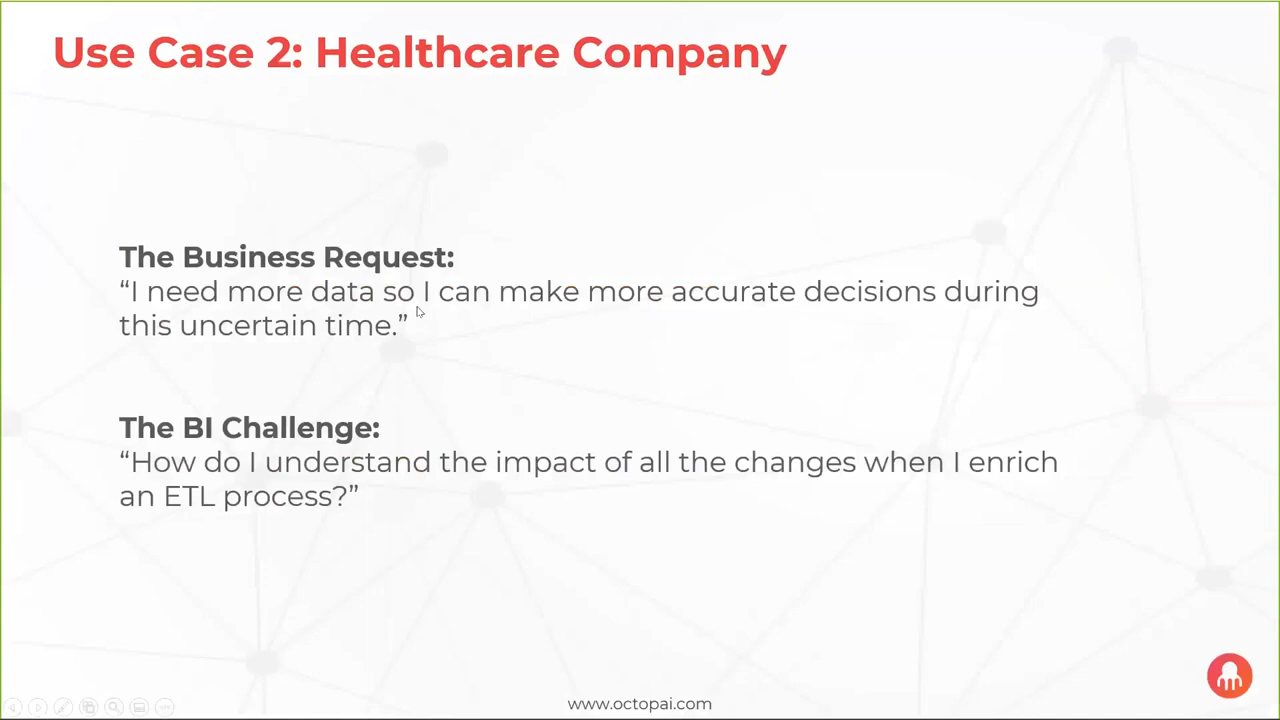 Use Case 2: Healthcare Company
The Business Request:
“I need more data so I can make more accurate decisions during
this uncertain time.”
The BI Challenge:
“How do I understand the impact of all the changes when I enrich
an ETL process?”
www.octopai.com